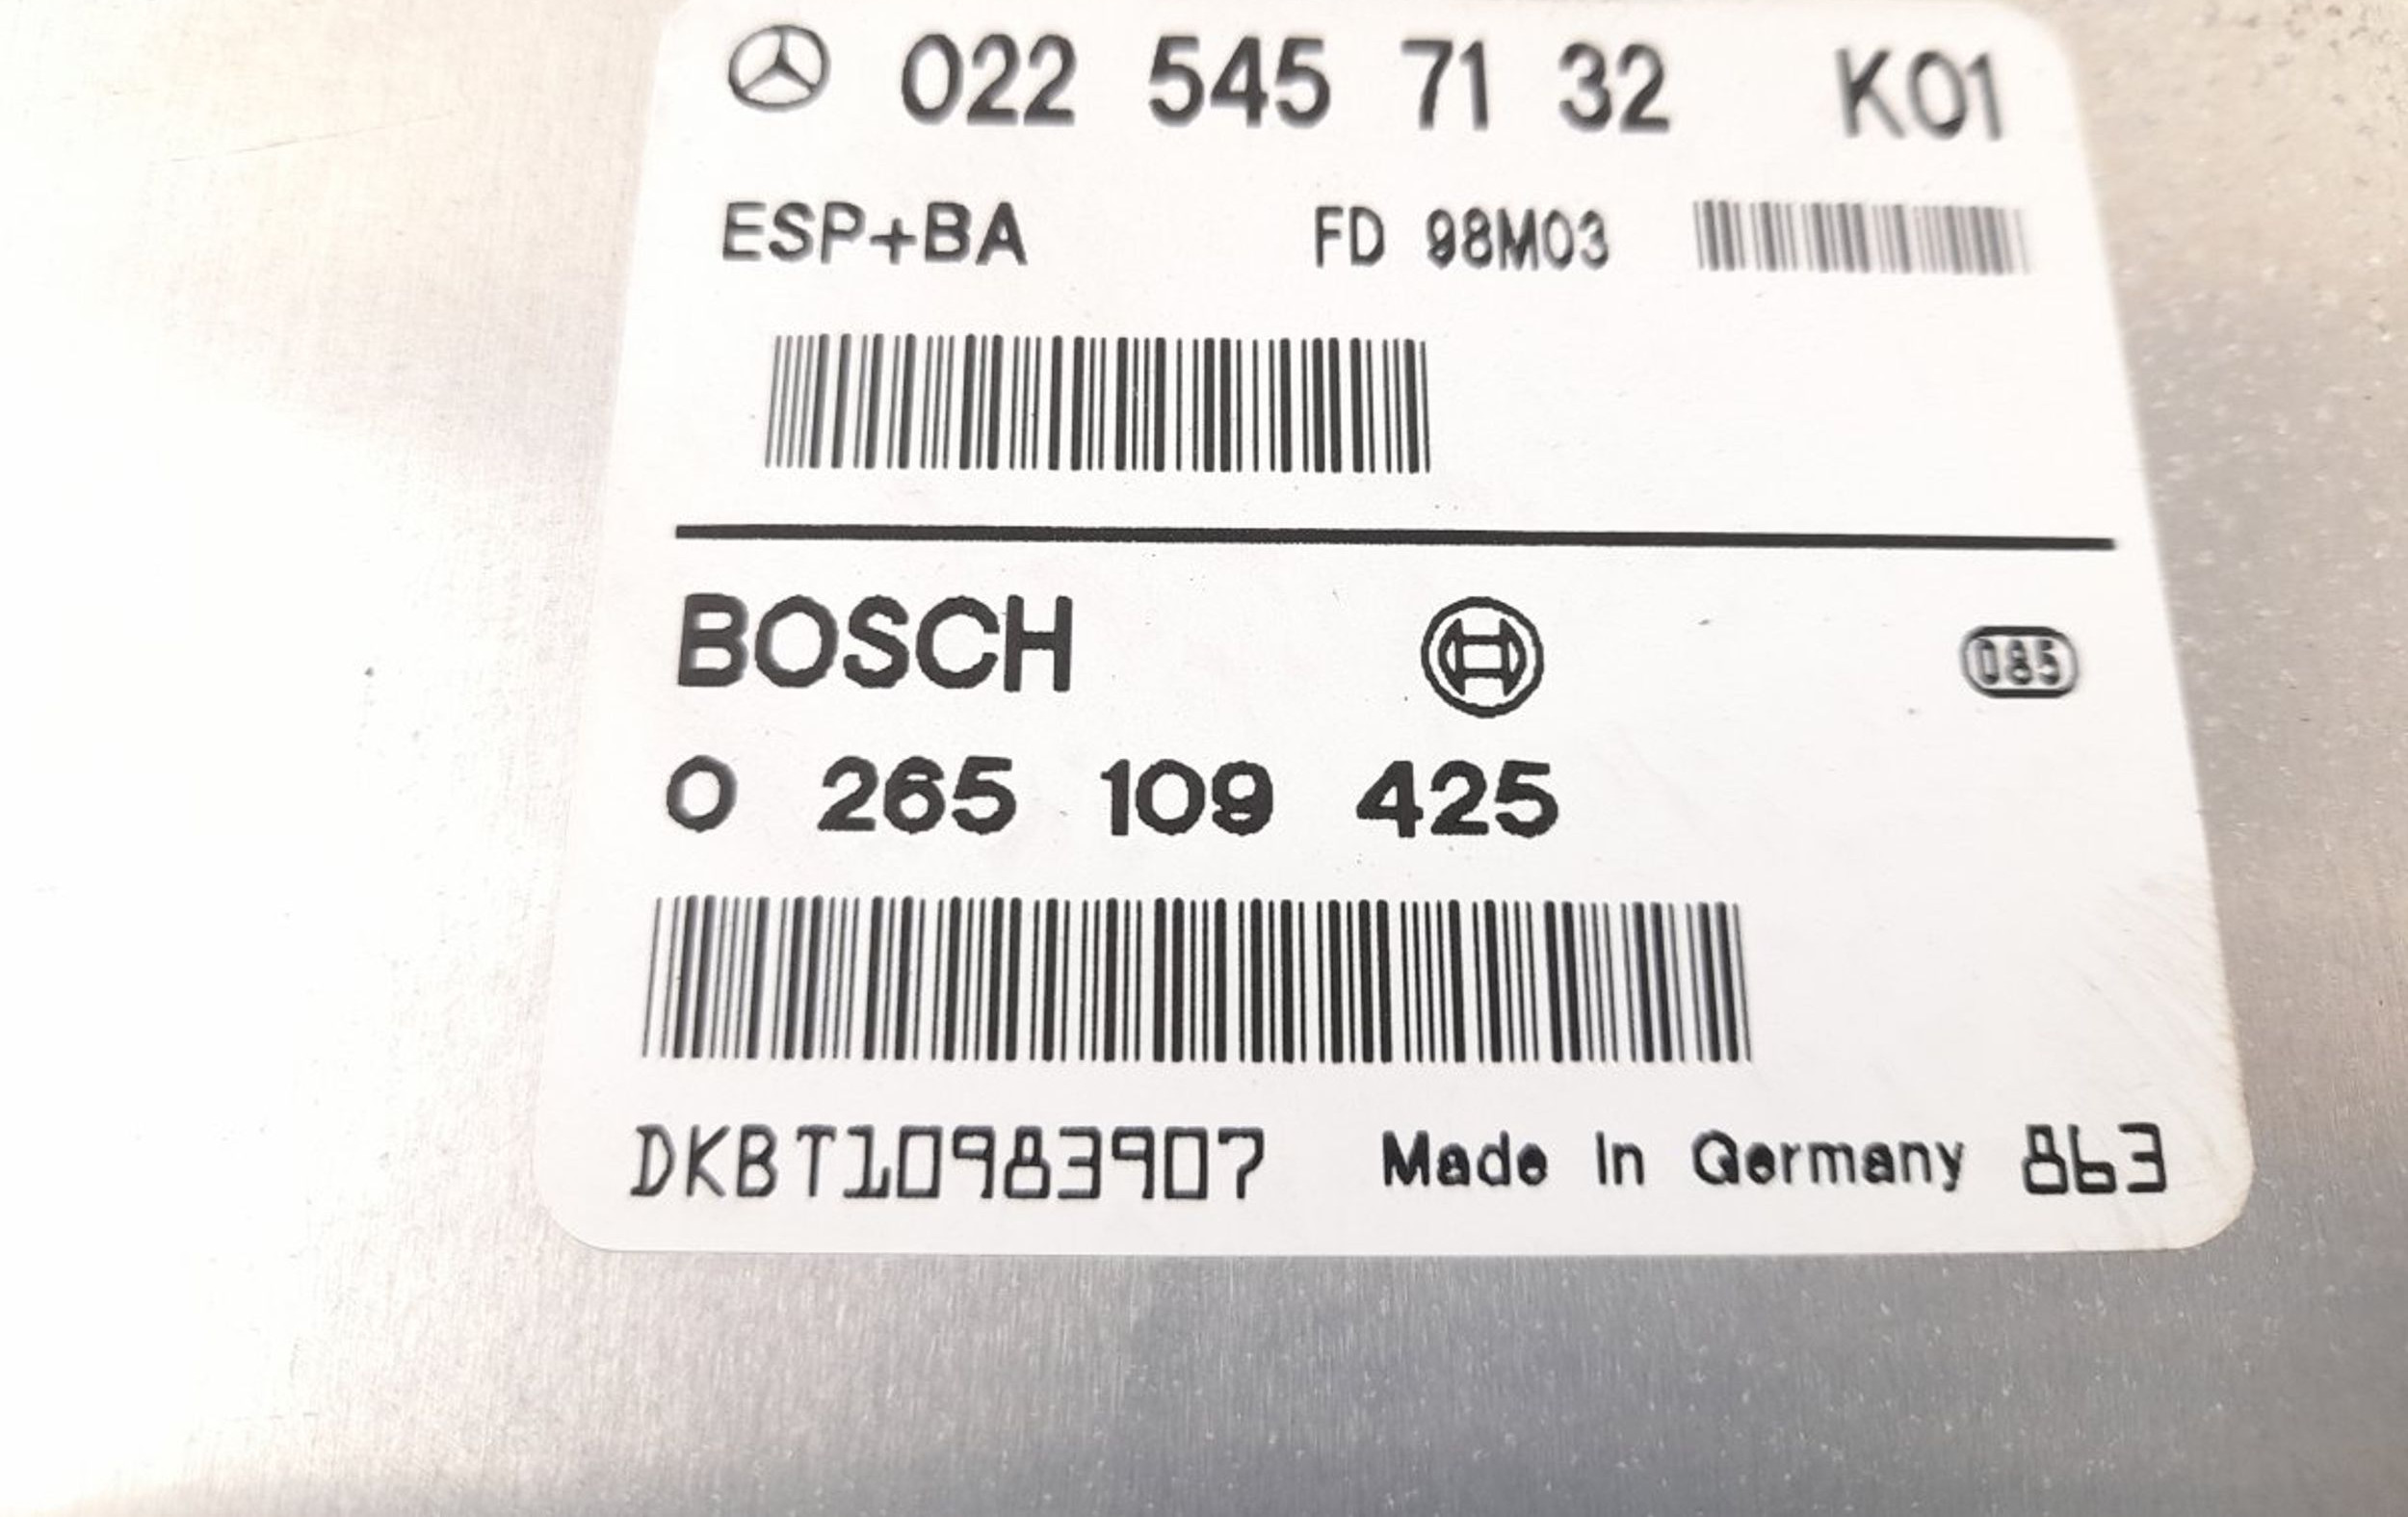 022 545 71 32 K01
ESP+BA FD 98M03
BOSCH 085
0 265 109 425
DKBT10983907 Made In Germany 863